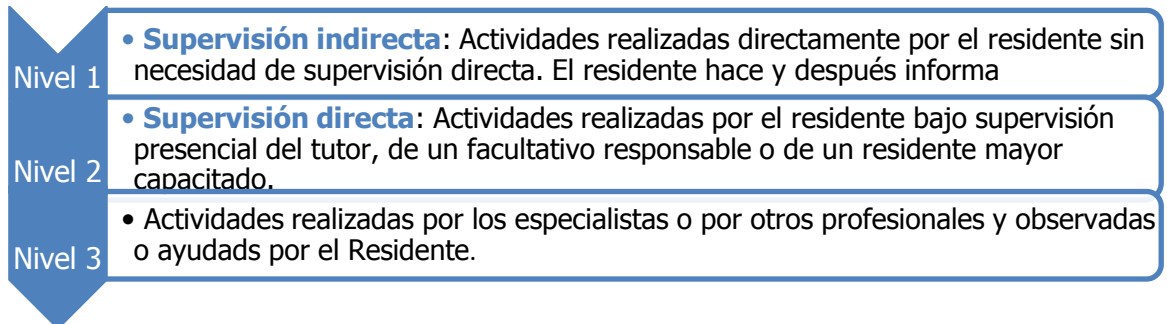 Nivel 1
• Supervisión indirecta: Actividades realizadas directamente por el residente sin
necesidad de supervisión directa. El residente hace y después informa
Nivel 2
• Supervisión directa: Actividades realizadas por el residente bajo supervisión
presencial del tutor, de un facultativo responsable o de un residente mayor
capacitado.
Nivel 3
• Actividades realizadas por los especialistas o por otros profesionales y observadas
o ayudads por el Residente.